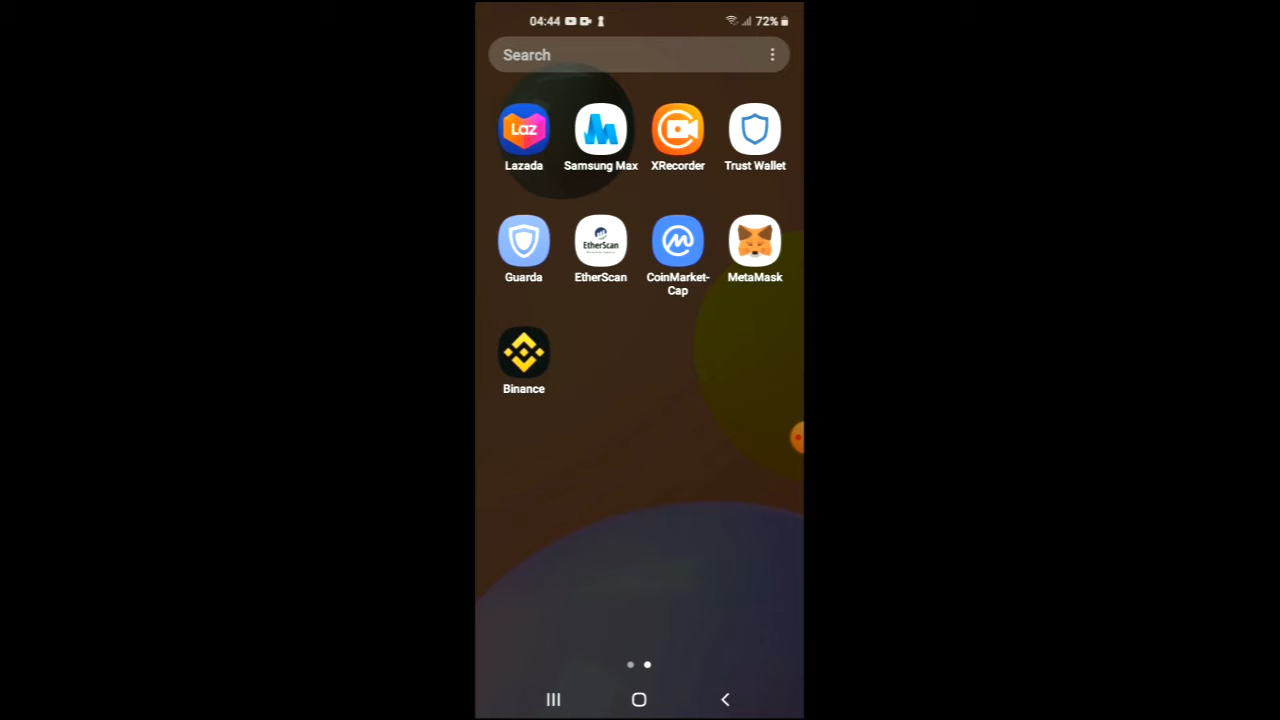 04:44 72%
Search
Laz
Lazada Samsung Max XRecorder Trust Wallet
EtherScan
Guarda EtherScan CoinMarket-
Cap MetaMask
Binance